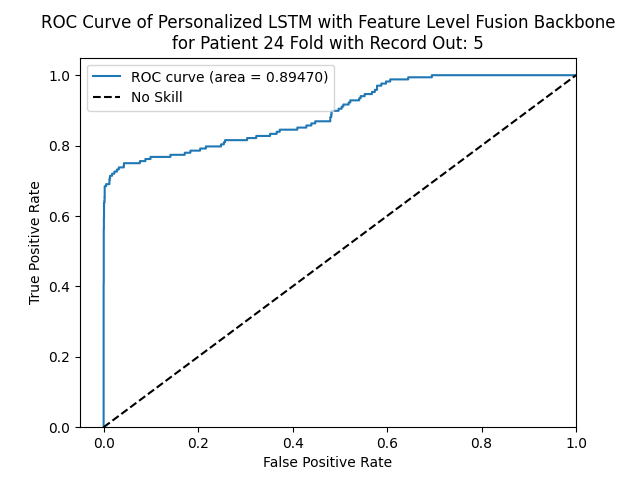 ROC Curve of Personalized LSTM with Feature Level Fusion Backbone
for Patient 24 Fold with Record Out: 5
ROC curve (area = 0.89470)
No Skill
1.0
0.8
0.6
0.4
0.2
0.0
True Positive Rate
0.0 0.2 0.4 0.6 0.8 1.0
False Positive Rate